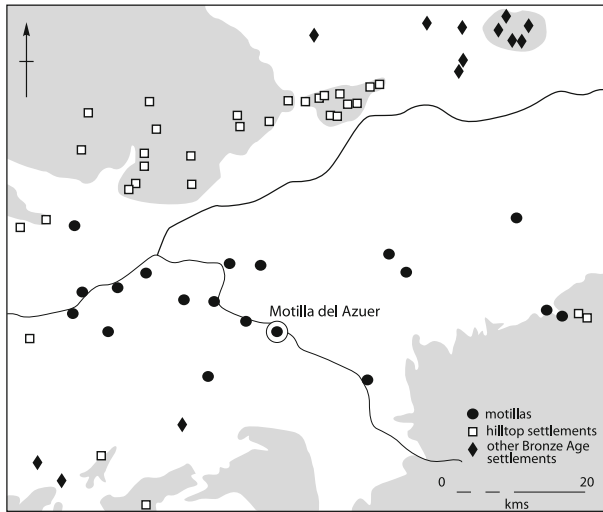 Motilla del Azuer
motillas
hilltop settlements
other Bronze Age
settlements
0 20
kms